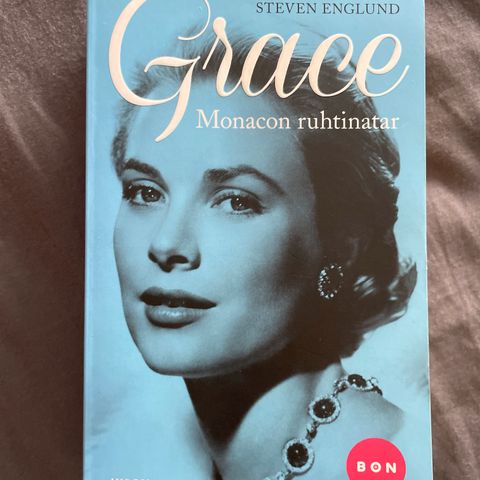 STEVEN ENGLUND
Grace
Monacon ruhtinatar
BON